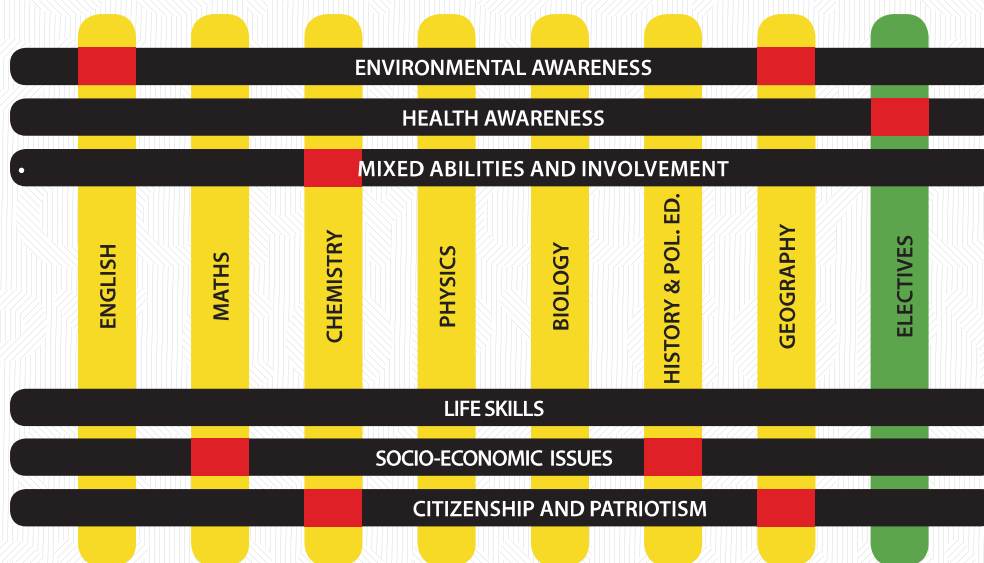 ENVIRONMENTAL AWARENESS
HEALTH AWARENESS
MIXED ABILITIES AND INVOLVEMENT
ENGLISH
MATHS
CHEMISTRY
PHYSICS
BIOLOGY
HISTORY & POL. ED.
GEOGRAPHY
ELECTIVES
LIFE SKILLS
SOCIO-ECONOMIC ISSUES
CITIZENSHIP AND PATRIOTISM